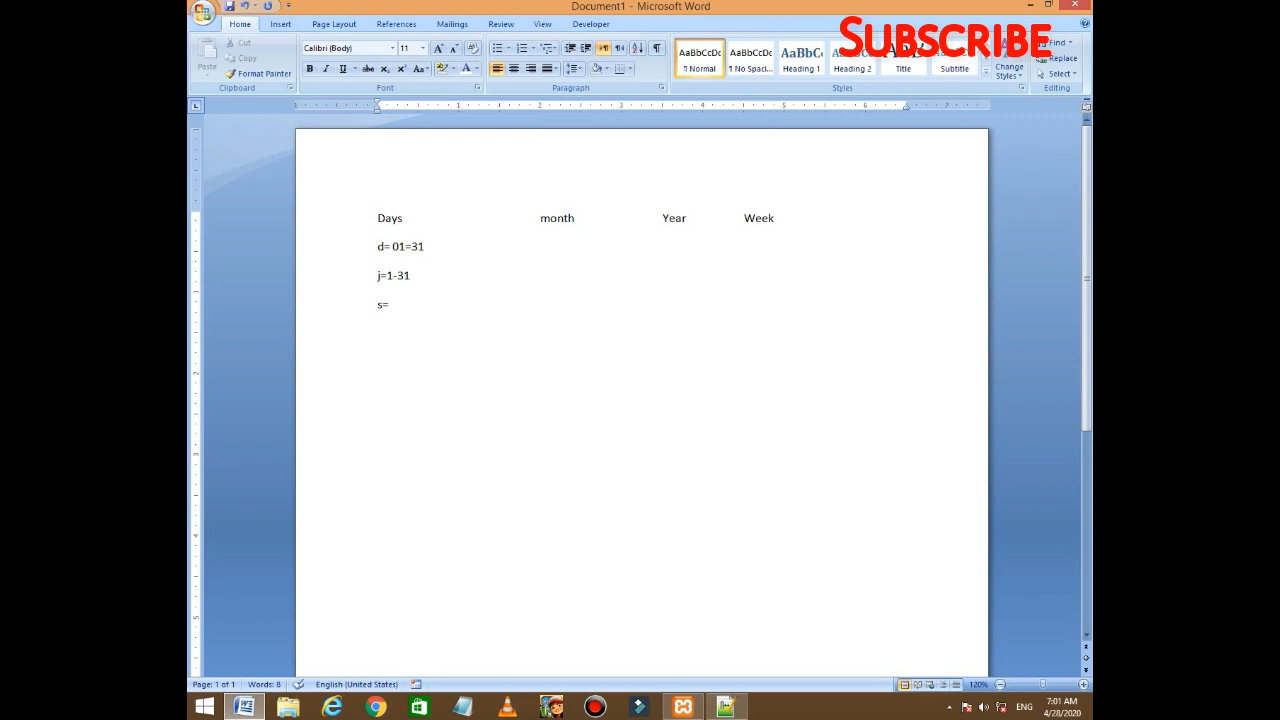 Document1 - Microsoft Word
SUBSCRIBE
Home Insert Page Layout References Mailings Review View Developer
Cut
Copy
Format Painter
Paste
Clipboard
Calibri (Body) 11
Font
Paragraph
AaBbCcDc AaBbCcDc AaBbC
¶ Normal ¶ No Spaci... Heading 1 Heading 2 Title Subtitle
Styles
Change Styles
Find
Replace
Select
Editing
Days month Year Week
d= 01=31
j=1-31
s=
Page: 1 of 1 Words: 8 English (United States) 120%
ENG 7:01 AM
4/28/2020